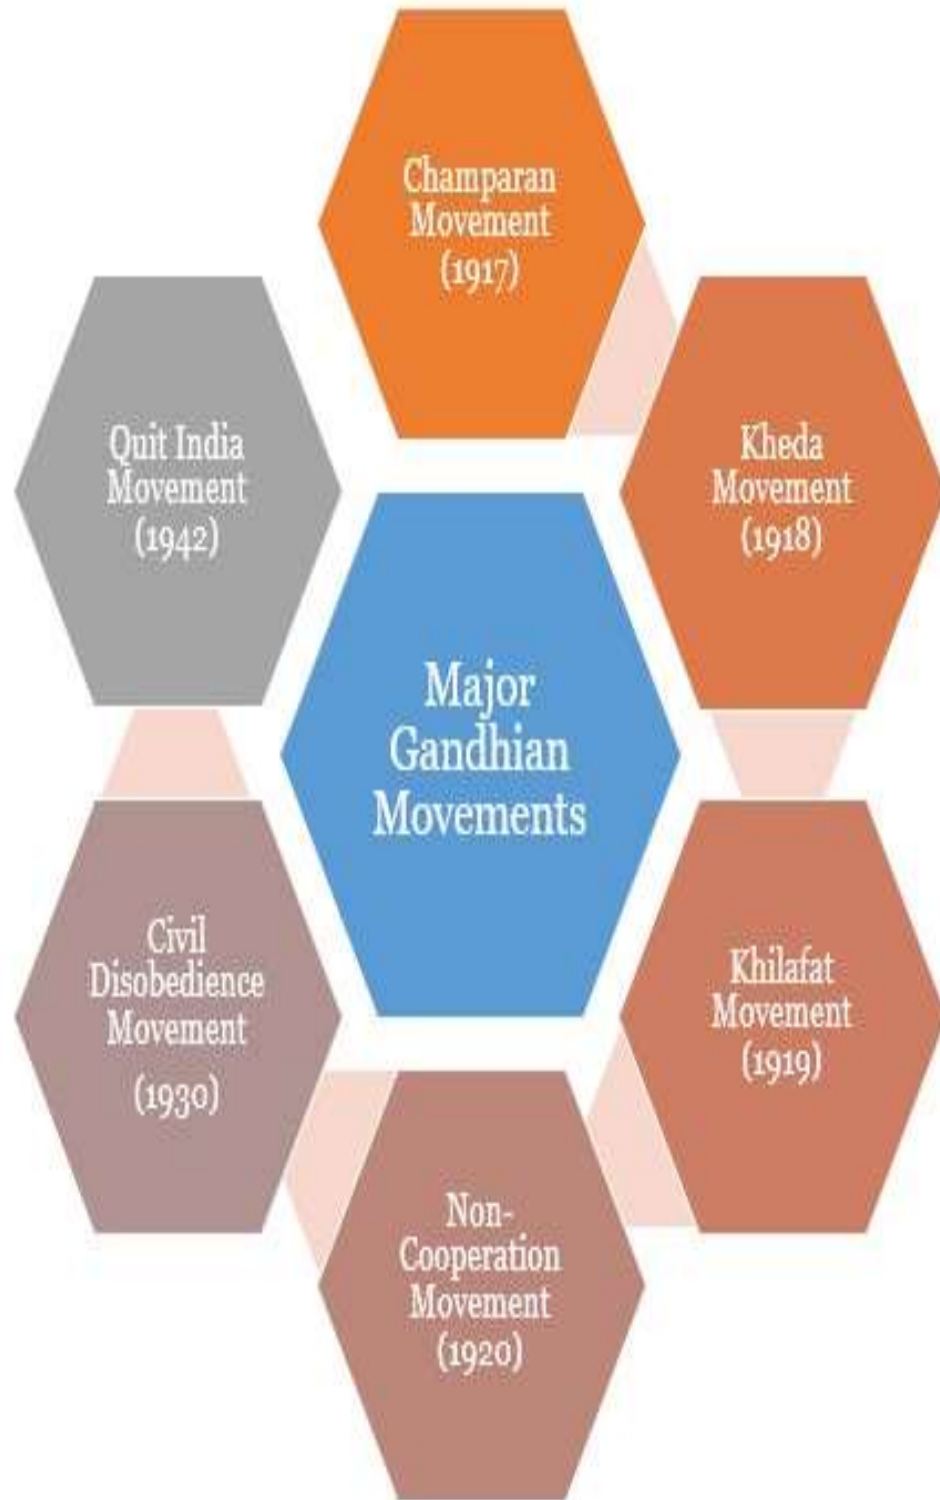 Champaran
Movement
(1917)
Kheda
Movement
(1918)
Khilafat
Movement
(1919)
Non-
Cooperation
Movement
(1920)
Civil
Disobedience
Movement
(1930)
Quit India
Movement
(1942)
Major
Gandhian
Movements